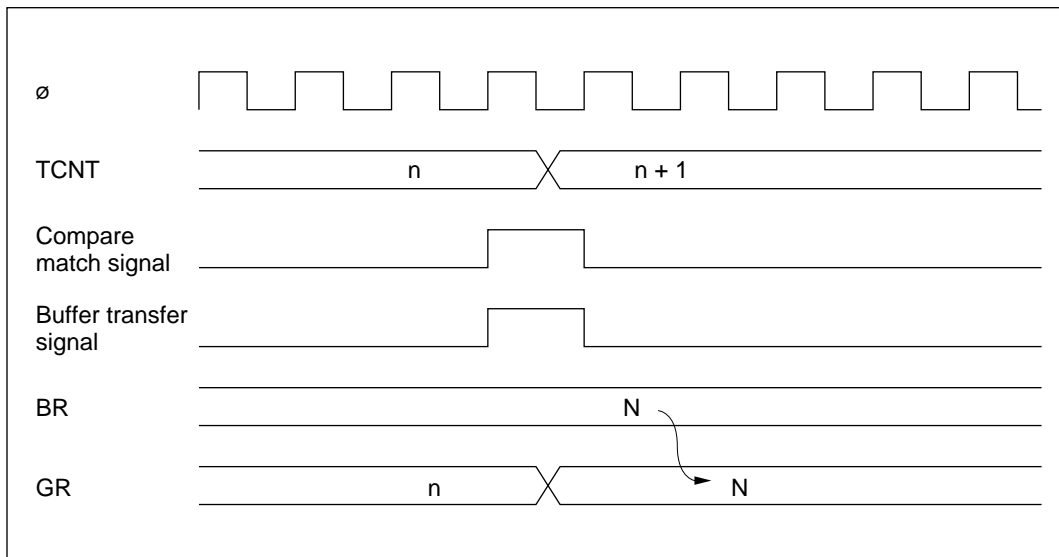 ø
TCNT
n
n + 1
Compare
match signal
Buffer transfer
signal
BR
N
GR
n
N